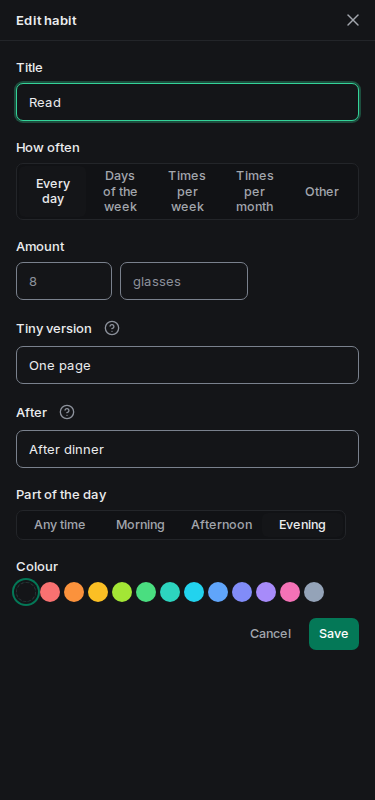 Edit habit
Title
Read
How often
Every
day
Days
of the
week
Times
per
week
Times
per
month
Other
Amount
8
glasses
Tiny version
One page
After
After dinner
Part of the day
Any time
Morning
Afternoon
Evening
Colour
Cancel
Save